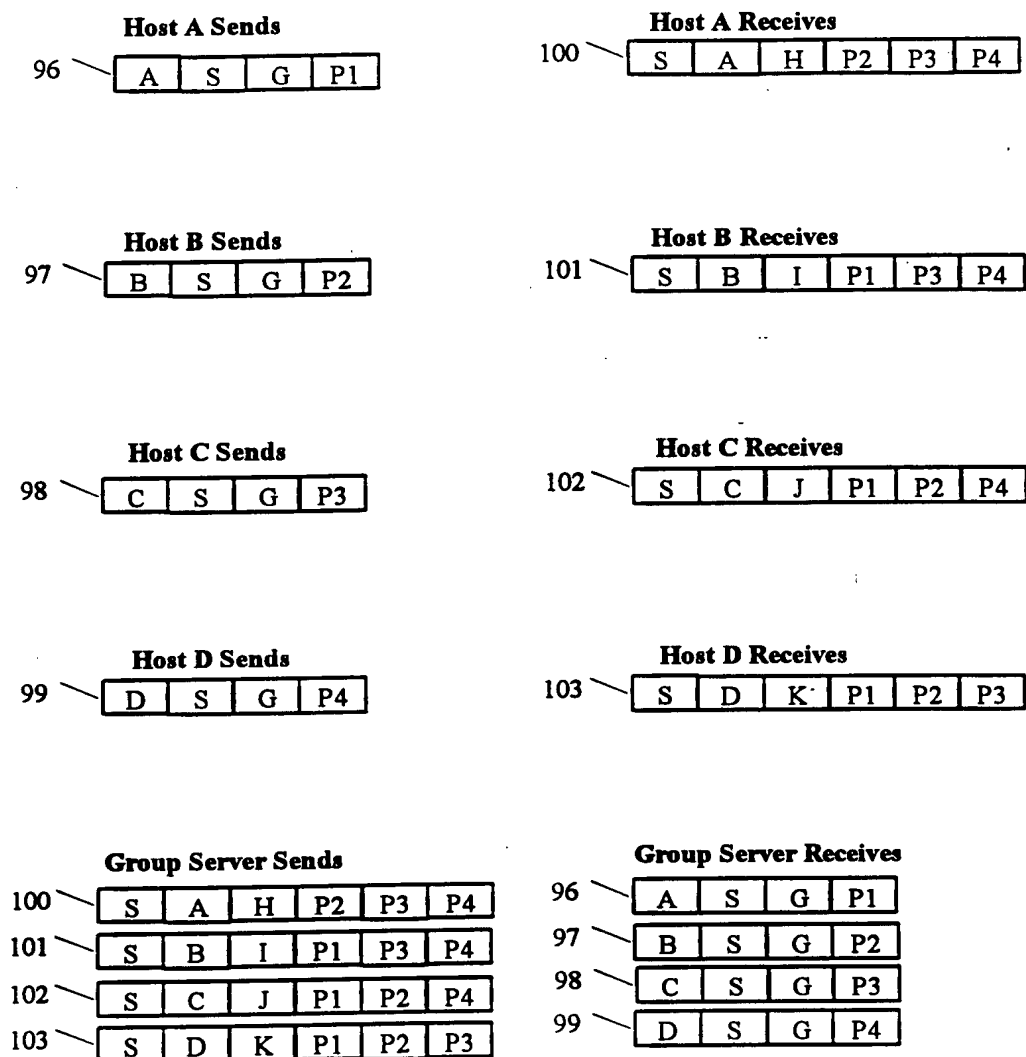 Host A Sends
96 A S G P1
Host A Receives
100 S A H P2 P3 P4
Host B Sends
97 B S G P2
Host B Receives
101 S B I P1 P3 P4
Host C Sends
98 C S G P3
Host C Receives
102 S C J P1 P2 P4
Host D Sends
99 D S G P4
Host D Receives
103 S D K P1 P2 P3
Group Server Sends
100 S A H P2 P3 P4
101 S B I P1 P3 P4
102 S C J P1 P2 P4
103 S D K P1 P2 P3
Group Server Receives
96 A S G P1
97 B S G P2
98 C S G P3
99 D S G P4